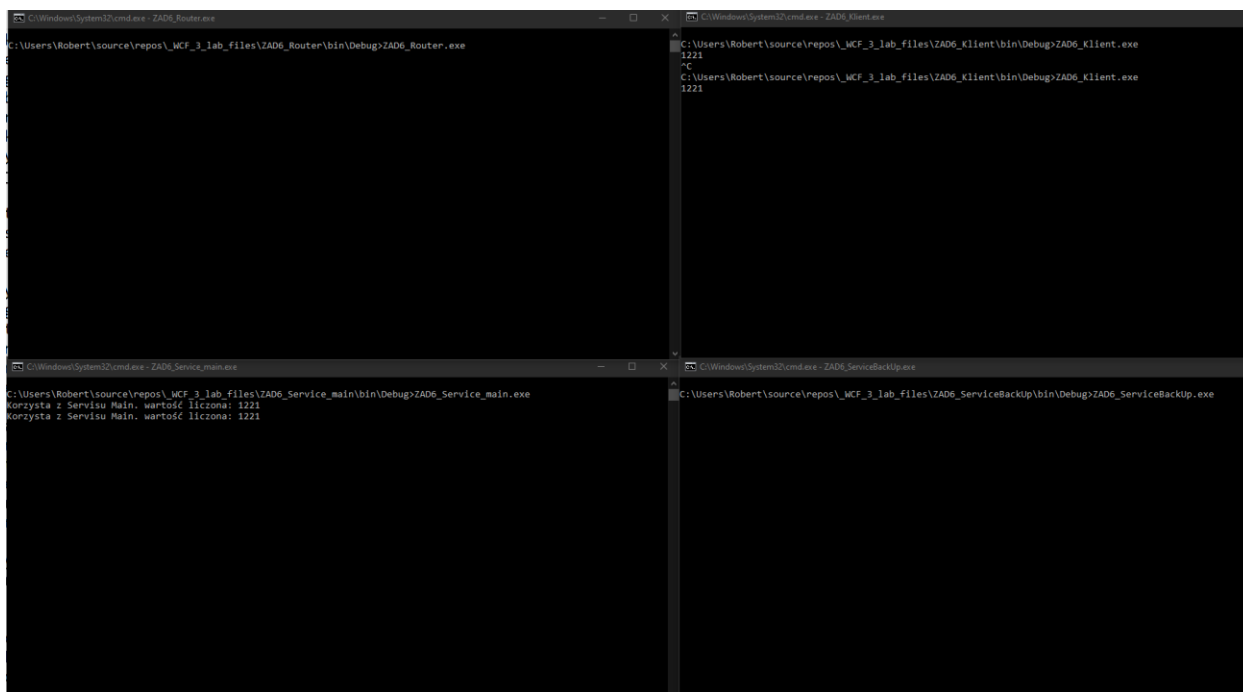 C:\Windows\System32\cmd.exe - ZAD6_Router.exe
C:\Users\Robert\source\repos\_WCF_3_lab_files\ZAD6_Router\bin\Debug>ZAD6_Router.exe
C:\Windows\System32\cmd.exe - ZAD6_Klient.exe
C:\Users\Robert\source\repos\_WCF_3_lab_files\ZAD6_Klient\bin\Debug>ZAD6_Klient.exe
1221
^C
C:\Users\Robert\source\repos\_WCF_3_lab_files\ZAD6_Klient\bin\Debug>ZAD6_Klient.exe
1221
C:\Windows\System32\cmd.exe - ZAD6_Service_main.exe
C:\Users\Robert\source\repos\_WCF_3_lab_files\ZAD6_Service_main\bin\Debug>ZAD6_Service_main.exe
Korzysta z Servisu Main. wartość liczona: 1221
Korzysta z Servisu Main. wartość liczona: 1221
C:\Windows\System32\cmd.exe - ZAD6_ServiceBackUp.exe
C:\Users\Robert\source\repos\_WCF_3_lab_files\ZAD6_ServiceBackUp\bin\Debug>ZAD6_ServiceBackUp.exe